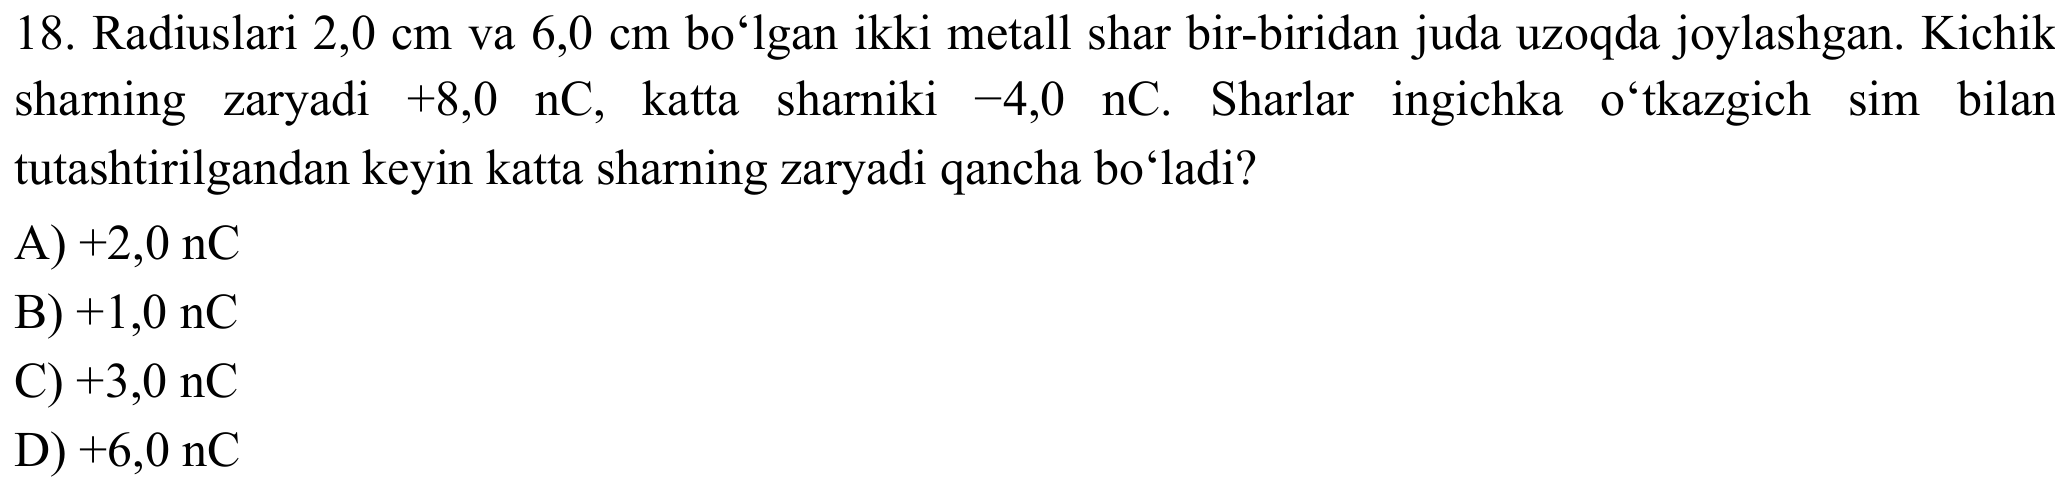 18. Radiuslari 2,0 cm va 6,0 cm bo‘lgan ikki metall shar bir-biridan juda uzoqda joylashgan. Kichik
sharning zaryadi +8,0 nC, katta sharniki −4,0 nC. Sharlar ingichka o‘tkazgich sim bilan
tutashtirilgandan keyin katta sharning zaryadi qancha bo‘ladi?
A) +2,0 nC
B) +1,0 nC
C) +3,0 nC
D) +6,0 nC